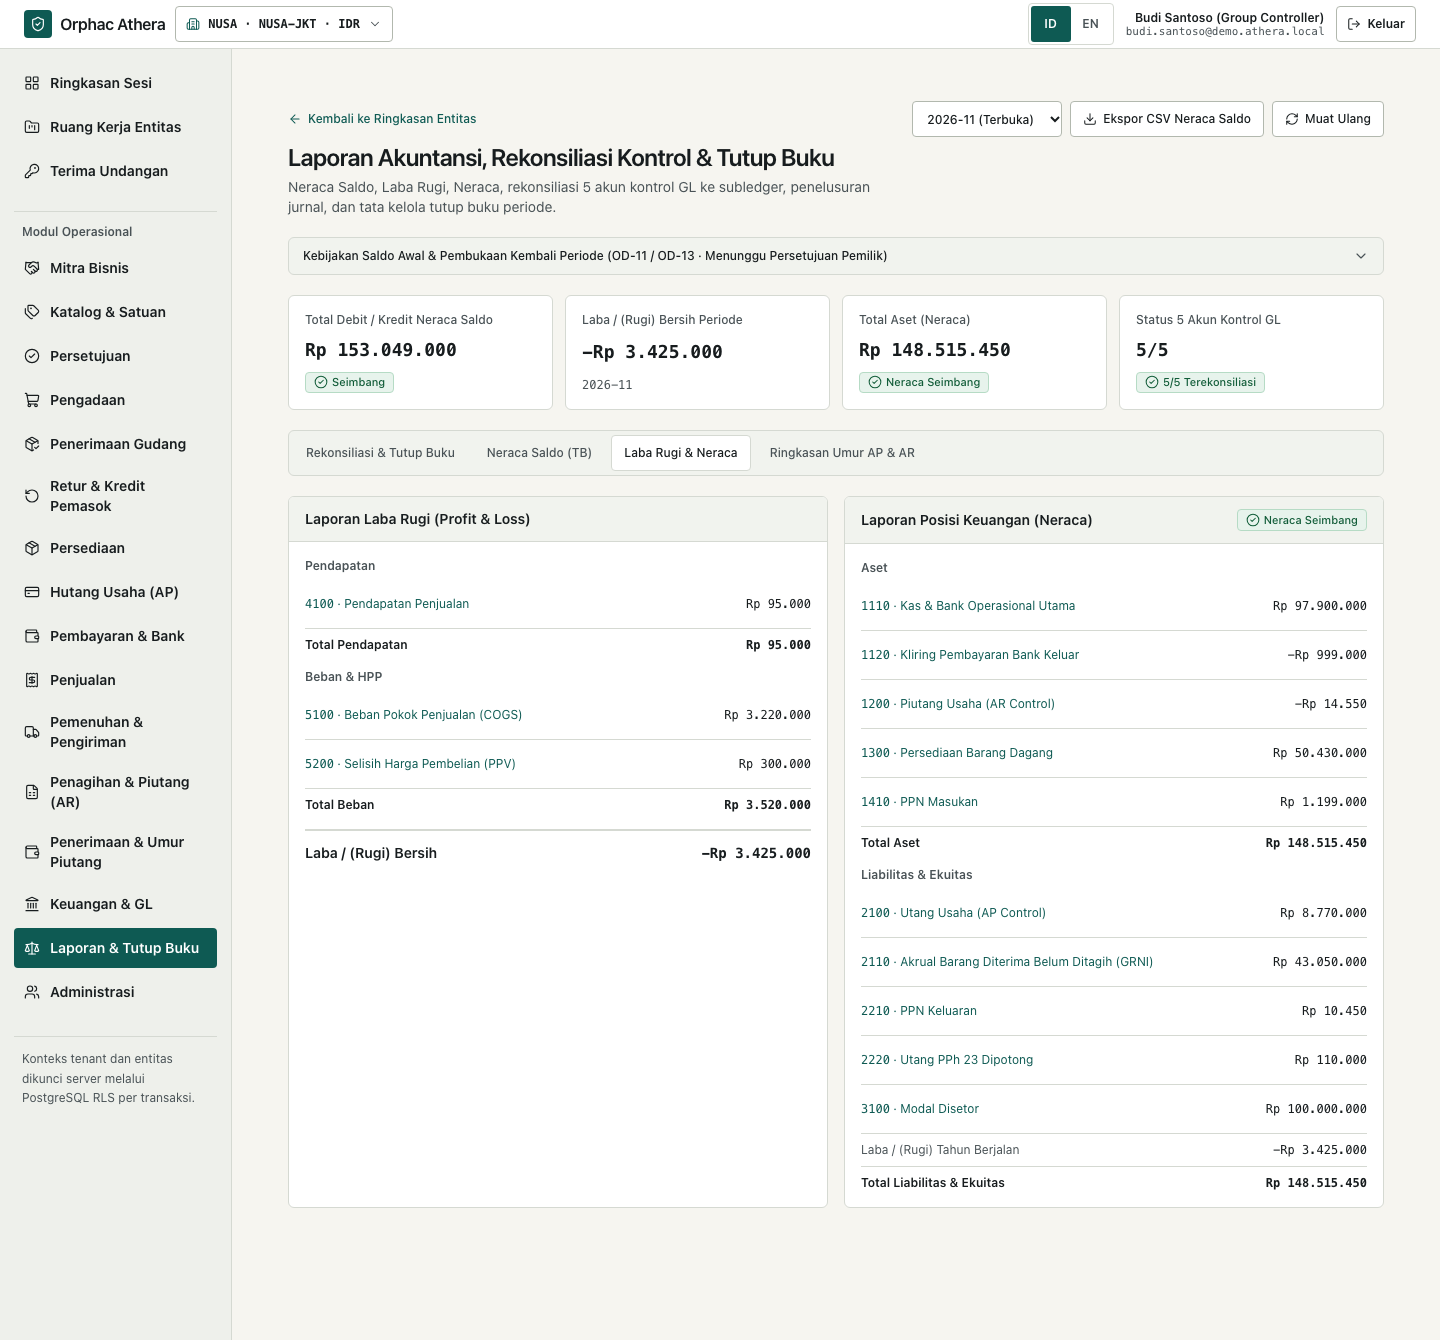 Orphac Athera
NUSA · NUSA-JKT · IDR
ID
EN
Budi Santoso (Group Controller)
budi.santoso@demo.athera.local
Keluar
Ringkasan Sesi
Ruang Kerja Entitas
Terima Undangan
Modul Operasional
Mitra Bisnis
Katalog & Satuan
Persetujuan
Pengadaan
Penerimaan Gudang
Retur & Kredit
Pemasok
Persediaan
Hutang Usaha (AP)
Pembayaran & Bank
Penjualan
Pemenuhan &
Pengiriman
Penagihan & Piutang
(AR)
Penerimaan & Umur
Piutang
Keuangan & GL
Laporan & Tutup Buku
Administrasi
Konteks tenant dan entitas
dikunci server melalui
PostgreSQL RLS per transaksi.
Kembali ke Ringkasan Entitas
2026-11 (Terbuka)
Ekspor CSV Neraca Saldo
Muat Ulang
Laporan Akuntansi, Rekonsiliasi Kontrol & Tutup Buku
Neraca Saldo, Laba Rugi, Neraca, rekonsiliasi 5 akun kontrol GL ke subledger, penelusuran
jurnal, dan tata kelola tutup buku periode.
Kebijakan Saldo Awal & Pembukaan Kembali Periode (OD-11 / OD-13 · Menunggu Persetujuan Pemilik)
Total Debit / Kredit Neraca Saldo
Rp 153.049.000
Seimbang
Laba / (Rugi) Bersih Periode
-Rp 3.425.000
2026-11
Total Aset (Neraca)
Rp 148.515.450
Neraca Seimbang
Status 5 Akun Kontrol GL
5/5
5/5 Terekonsiliasi
Rekonsiliasi & Tutup Buku
Neraca Saldo (TB)
Laba Rugi & Neraca
Ringkasan Umur AP & AR
Laporan Laba Rugi (Profit & Loss)
Pendapatan
4100 · Pendapatan Penjualan Rp 95.000
Total Pendapatan Rp 95.000
Beban & HPP
5100 · Beban Pokok Penjualan (COGS) Rp 3.220.000
5200 · Selisih Harga Pembelian (PPV) Rp 300.000
Total Beban Rp 3.520.000
Laba / (Rugi) Bersih -Rp 3.425.000
Laporan Posisi Keuangan (Neraca)
Neraca Seimbang
Aset
1110 · Kas & Bank Operasional Utama Rp 97.900.000
1120 · Kliring Pembayaran Bank Keluar -Rp 999.000
1200 · Piutang Usaha (AR Control) -Rp 14.550
1300 · Persediaan Barang Dagang Rp 50.430.000
1410 · PPN Masukan Rp 1.199.000
Total Aset Rp 148.515.450
Liabilitas & Ekuitas
2100 · Utang Usaha (AP Control) Rp 8.770.000
2110 · Akrual Barang Diterima Belum Ditagih (GRNI) Rp 43.050.000
2210 · PPN Keluaran Rp 10.450
2220 · Utang PPh 23 Dipotong Rp 110.000
3100 · Modal Disetor Rp 100.000.000
Laba / (Rugi) Tahun Berjalan -Rp 3.425.000
Total Liabilitas & Ekuitas Rp 148.515.450